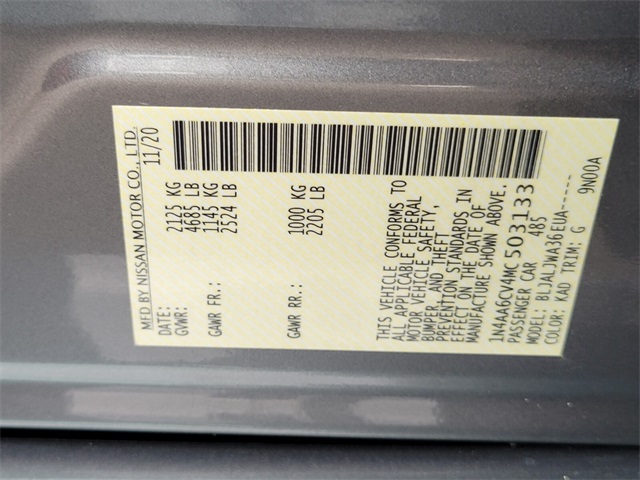 MFD BY NISSAN MOTOR CO., LTD.
DATE: 11/20
GVWR: 2125 KG
4685 LB
GAWR FR.: 1145 KG
2524 LB
GAWR RR.: 1000 KG
2205 LB
THIS VEHICLE CONFORMS TO
ALL APPLICABLE FEDERAL
MOTOR VEHICLE SAFETY,
BUMPER, AND THEFT
PREVENTION STANDARDS IN
EFFECT ON THE DATE OF
MANUFACTURE SHOWN ABOVE.
1N4AA6CV4MC503133
PASSENGER CAR 485
MODEL: BLJALJWA36EUA-----
COLOR: KAD TRIM: G 9N00A